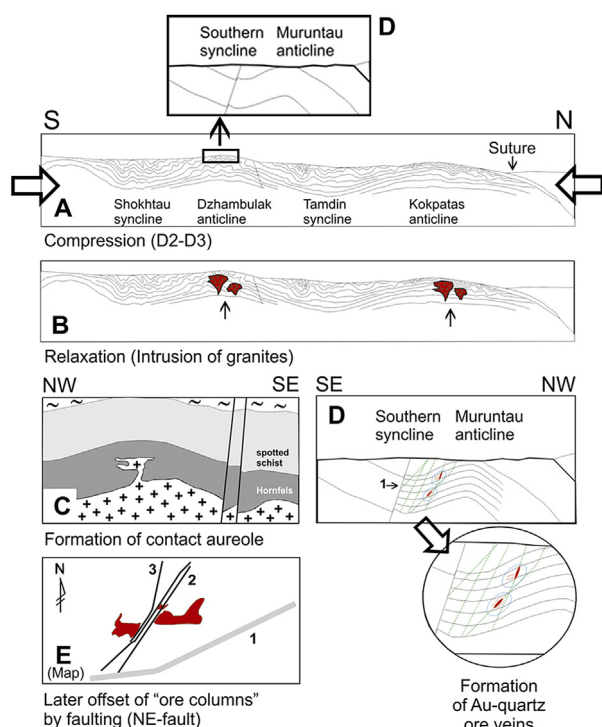 Southern Muruntau D
syncline anticline
S N
Suture
A
Shokhtau Dzhambulak Tamdin Kokpatas
syncline anticline syncline anticline
Compression (D2-D3)
B
Relaxation (Intrusion of granites)
NW SE
spotted
schist
Hornfels
C
Formation of contact aureole
SE NW
D
Southern Muruntau
syncline anticline
1
N
3
2
1
E
(Map)
Later offset of "ore columns"
by faulting (NE-fault)
Formation
of Au-quartz
ore veins